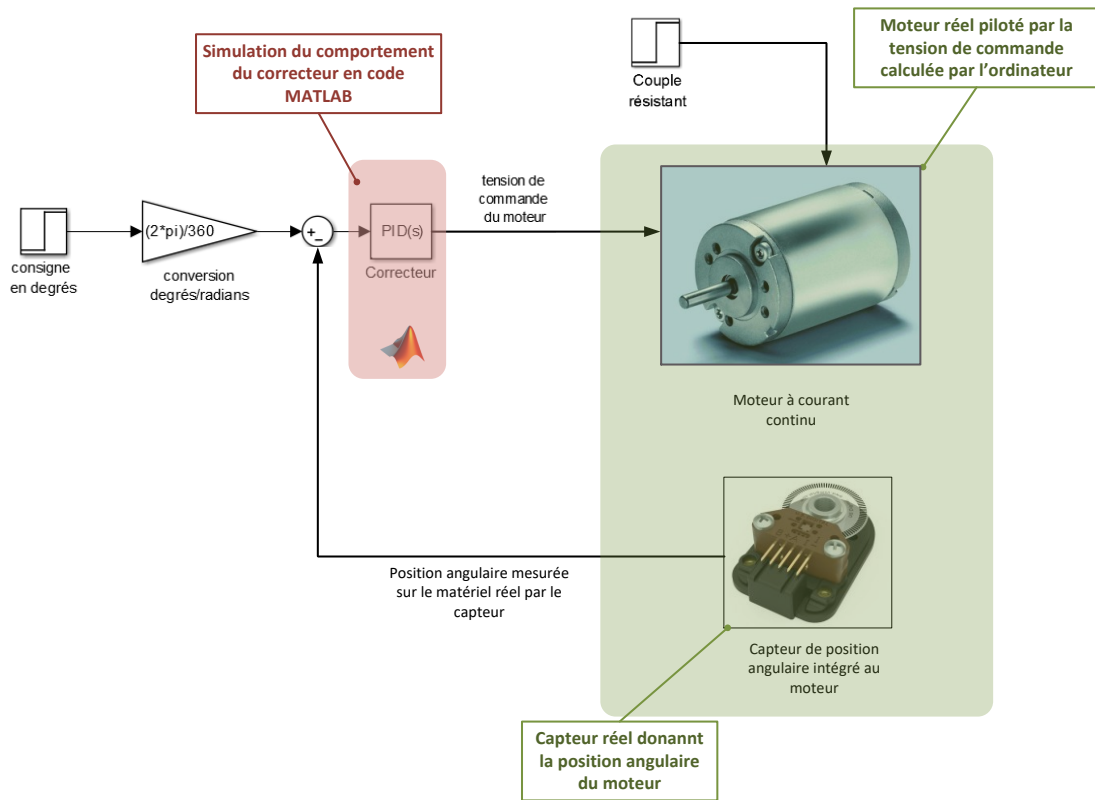 Simulation du comportement
du correcteur en code
MATLAB
Couple
résistant
Moteur réel piloté par la
tension de commande
calculée par l’ordinateur
consigne
en degrés
(2*pi)/360
conversion
degrés/radians
+
−
PID(s)
Correcteur
tension de
commande
du moteur
Moteur à courant
continu
Position angulaire mesurée
sur le matériel réel par le
capteur
Capteur de position
angulaire intégré au
moteur
Capteur réel donannt
la position angulaire
du moteur